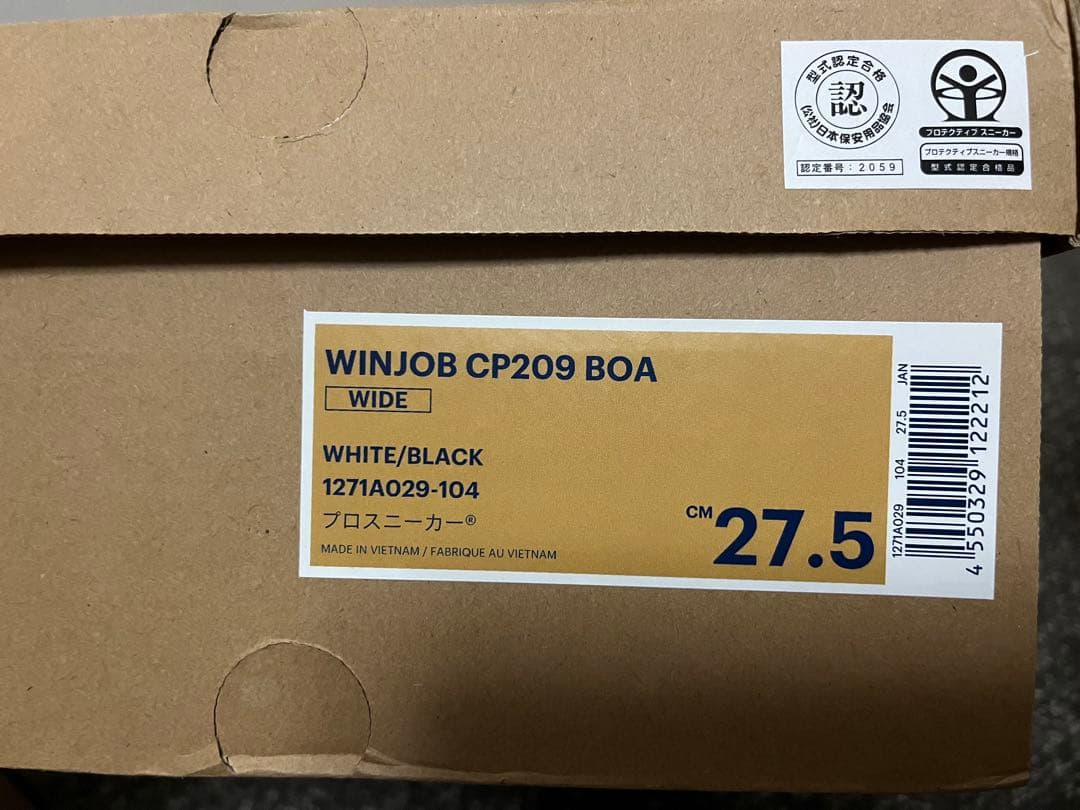 型式認定合格
認
(公社)日本保安用品協会
認定番号：2059
プロテクティブ スニーカー
プロテクティブスニーカー規格
型式認定合格品
WINJOB CP209 BOA
WIDE
WHITE/BLACK
1271A029-104
プロスニーカー®
MADE IN VIETNAM / FABRIQUE AU VIETNAM
CM 27.5
1271A029 104 27.5 JAN
4 550329 122212